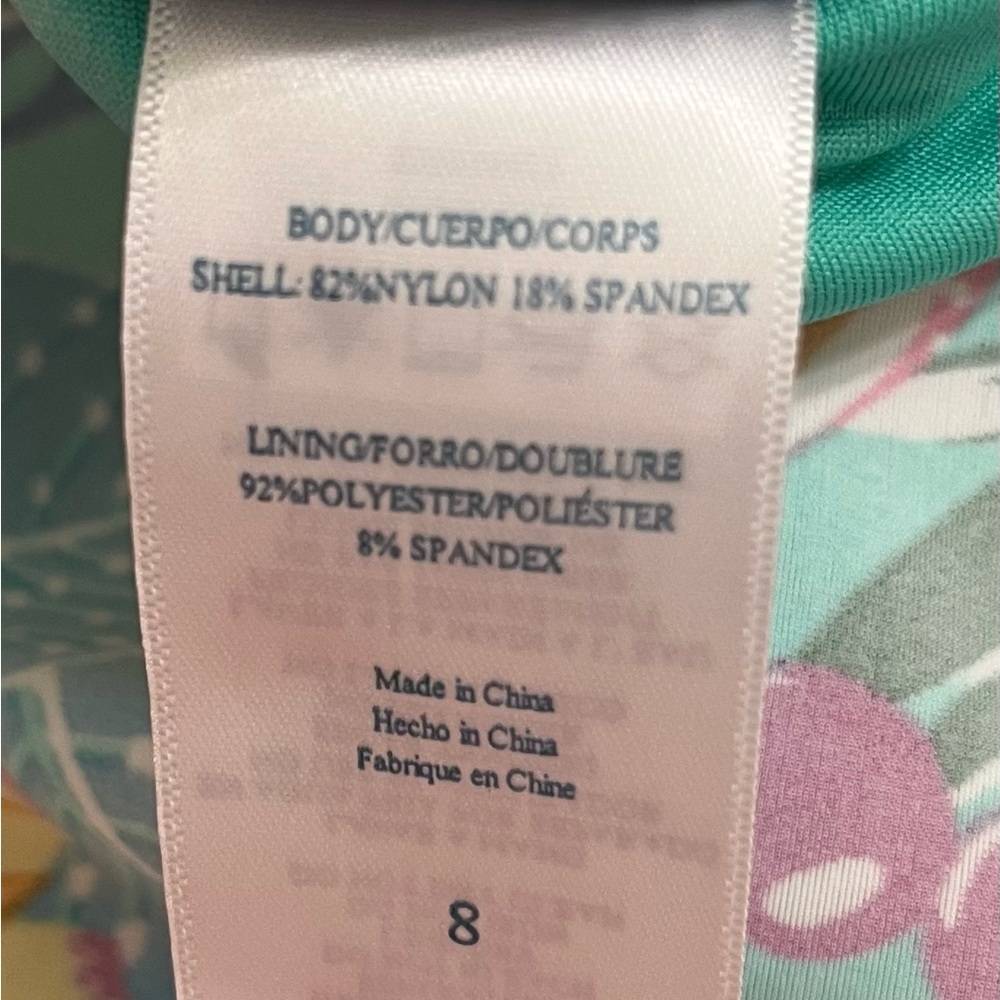 BODY/CUERPO/CORPS
SHELL: 82%NYLON 18% SPANDEX
LINING/FORRO/DOUBLURE
92%POLYESTER/POLIÉSTER
8% SPANDEX
Made in China
Hecho in China
Fabrique en Chine
8